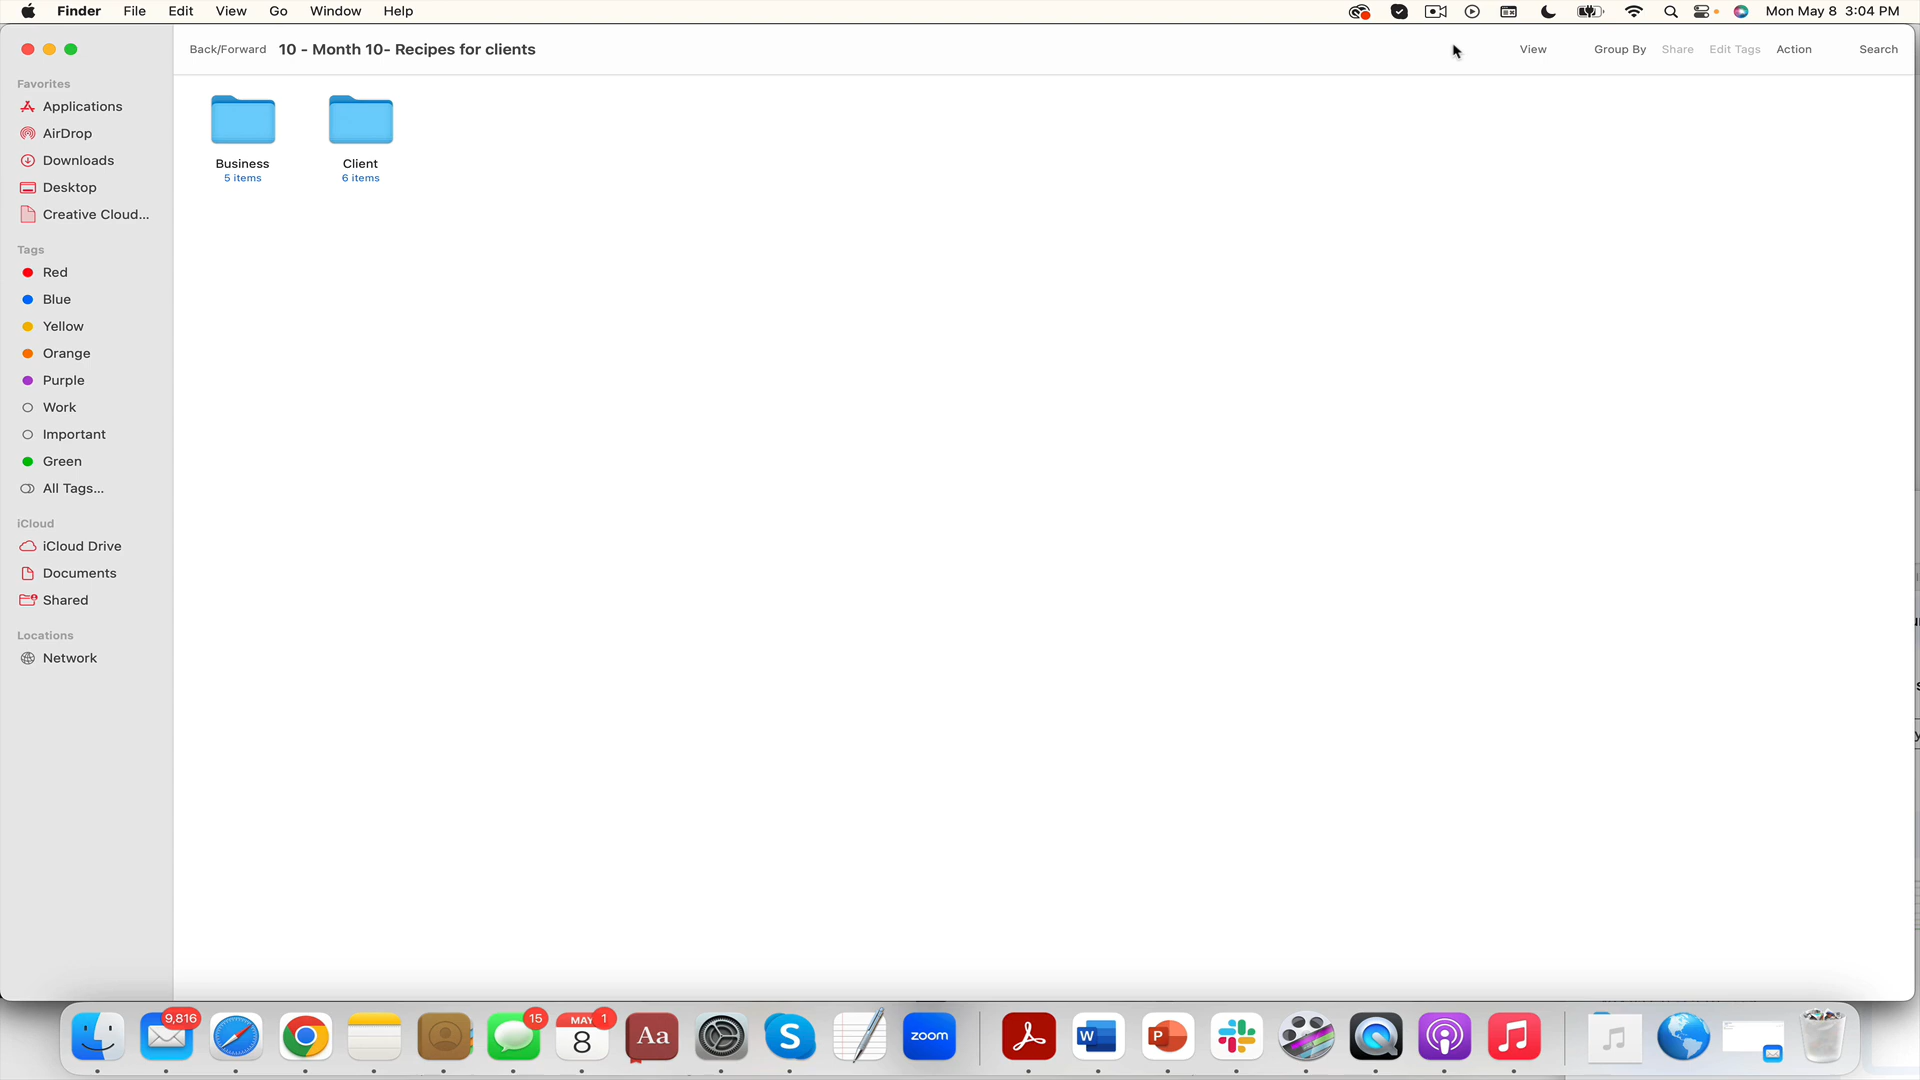 Finder File Edit View Go Window Help Mon May 8 3:04 PM
Back/Forward 10 - Month 10- Recipes for clients View Group By Share Edit Tags Action Search
Favorites
Applications
AirDrop
Downloads
Desktop
Creative Cloud...
Tags
Red
Blue
Yellow
Orange
Purple
Work
Important
Green
All Tags...
iCloud
iCloud Drive
Documents
Shared
Locations
Network
Business
5 items
Client
6 items
9,816
15
MAY
1
8
Aa
S
zoom
W
P